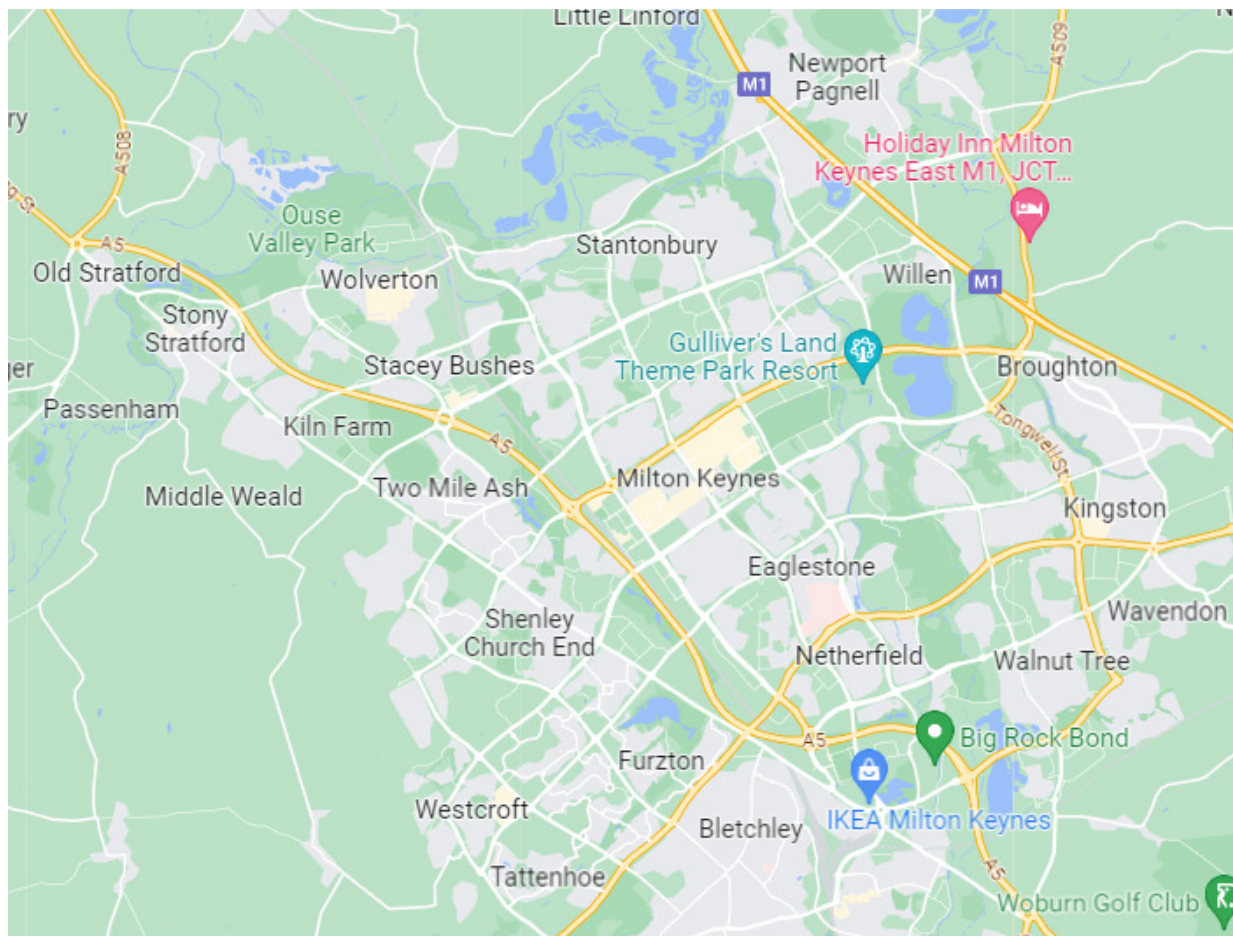 Little Linford
Newport
Pagnell
M1
A509
Holiday Inn Milton
Keynes East M1, JCT...
ry
A508
Ouse
Valley Park
A5
Stantonbury
Old Stratford
Wolverton
Willen
M1
Stony
Stratford
Gulliver's Land
Theme Park Resort
Stacey Bushes
Broughton
ger
Passenham
Kiln Farm
A5
Tongwell St
Milton Keynes
Two Mile Ash
Middle Weald
Kingston
Eaglestone
Wavendon
Shenley
Church End
Netherfield
Walnut Tree
A5
Big Rock Bond
Furzton
Westcroft
IKEA Milton Keynes
Bletchley
A5
Tattenhoe
Woburn Golf Club